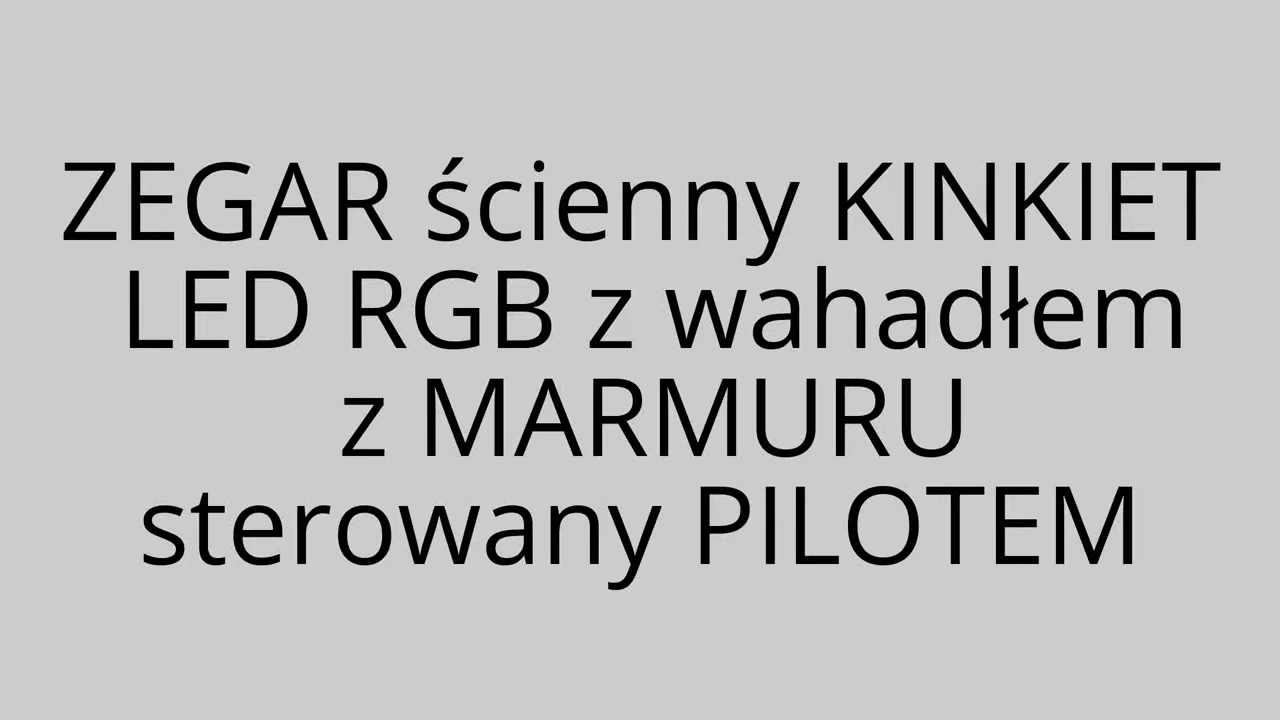 ZEGAR ścienny KINKIET
LED RGB z wahadłem
z MARMURU
sterowany PILOTEM